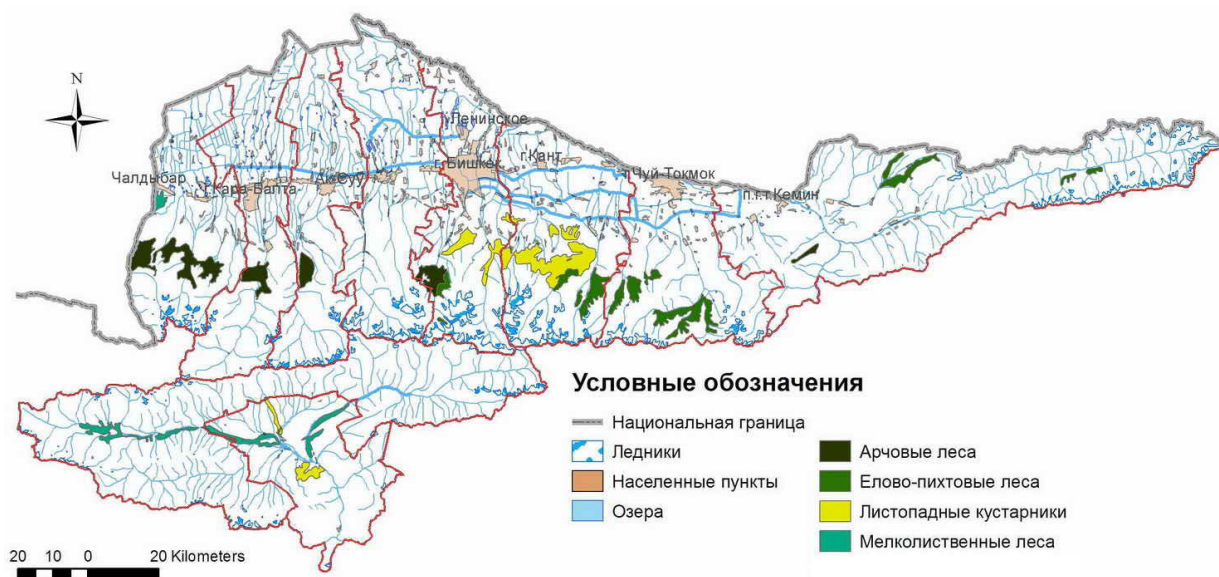 N
Ленинское
г. Бишкек
г.Кант
Чалдыбар
г.Кара-Балта
Ак-Суу
г.Чуй-Токмок
п.г.т.Кемин
Условные обозначения
Национальная граница
Ледники
Населенные пункты
Озера
Арчовые леса
Елово-пихтовые леса
Листопадные кустарники
Мелколиственные леса
20 10 0 20 Kilometers